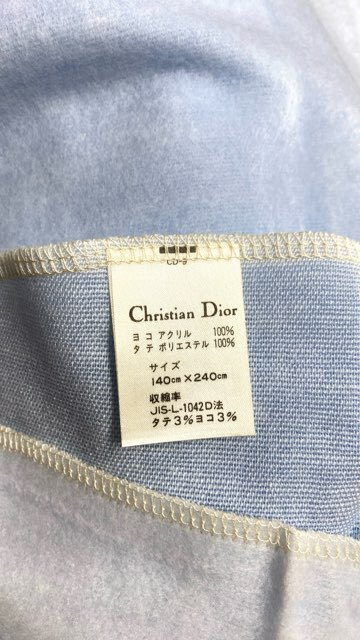 CD-9
Christian Dior
ヨコ アクリル 100%
タテ ポリエステル 100%
サイズ
140cm×240cm
収縮率
JIS-L-1042D法
タテ3%ヨコ3%